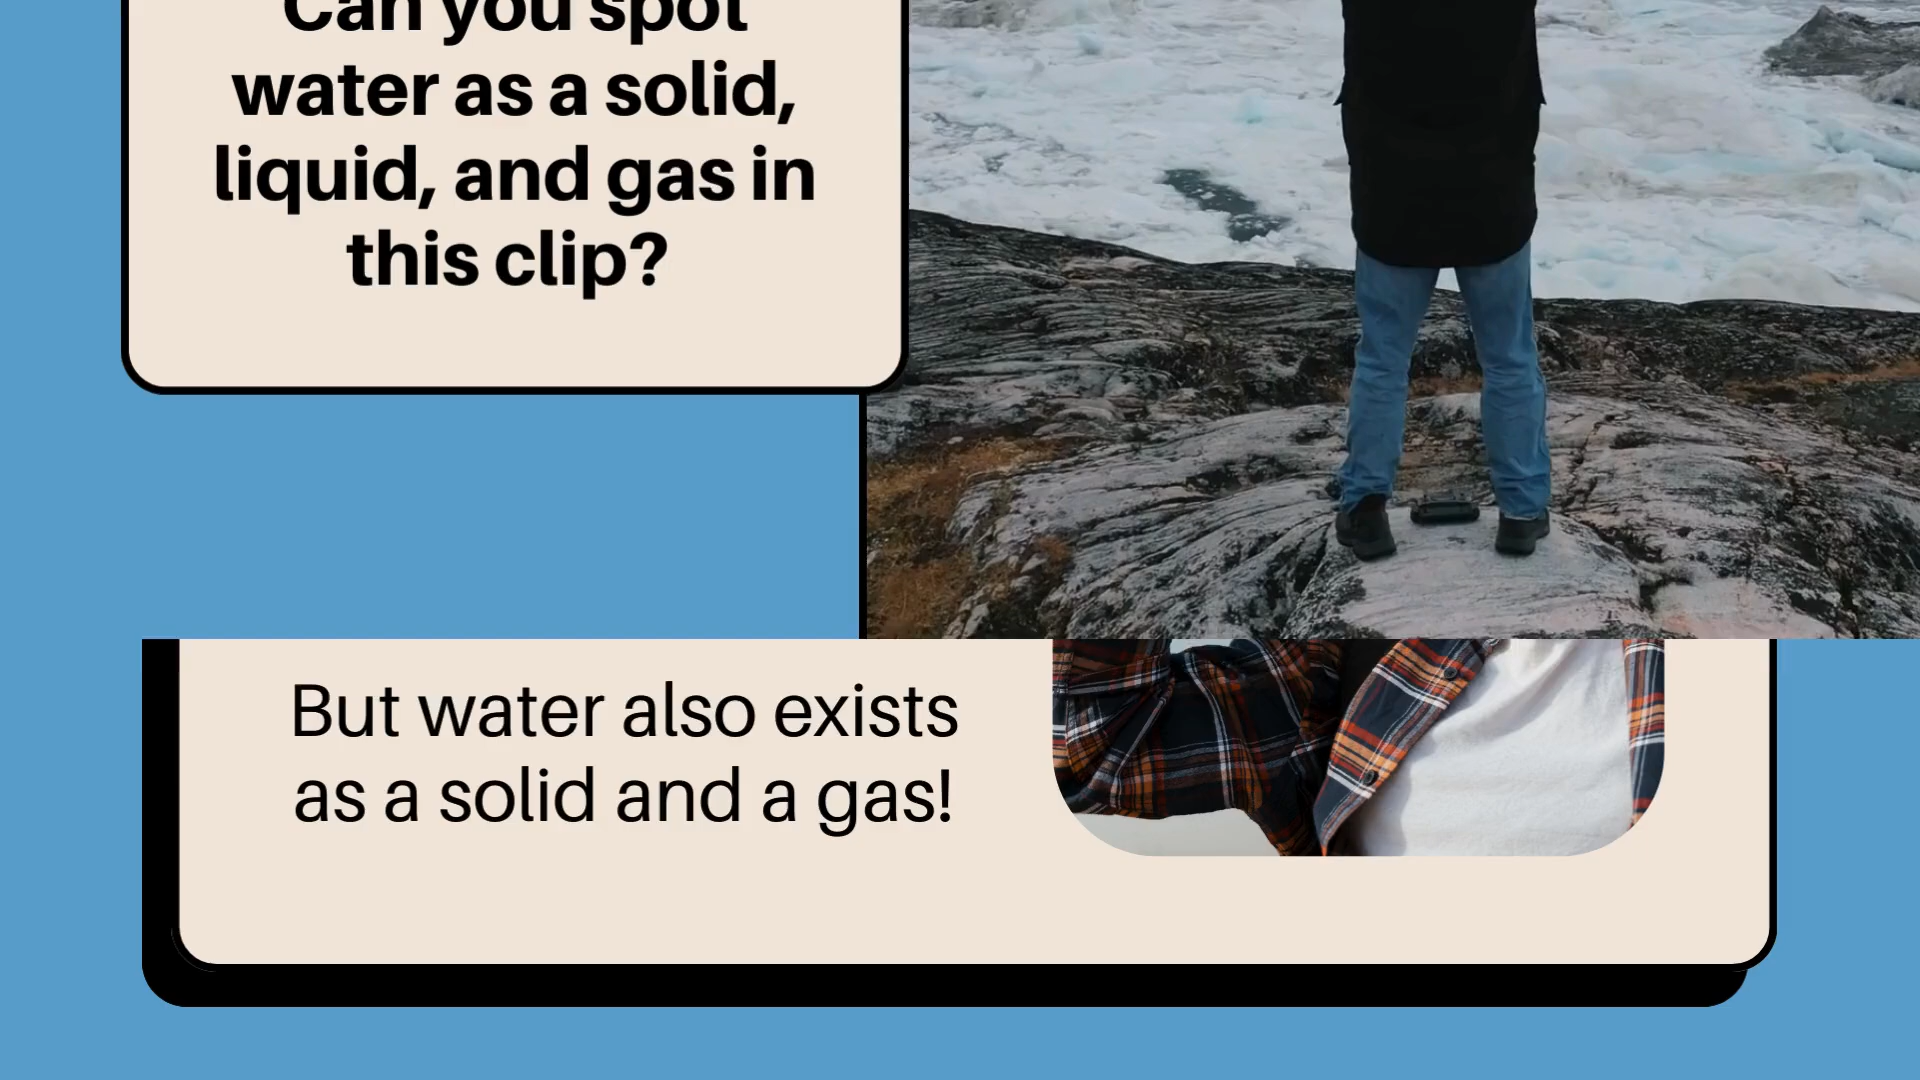 Can you spot
water as a solid,
liquid, and gas in
this clip?
But water also exists
as a solid and a gas!